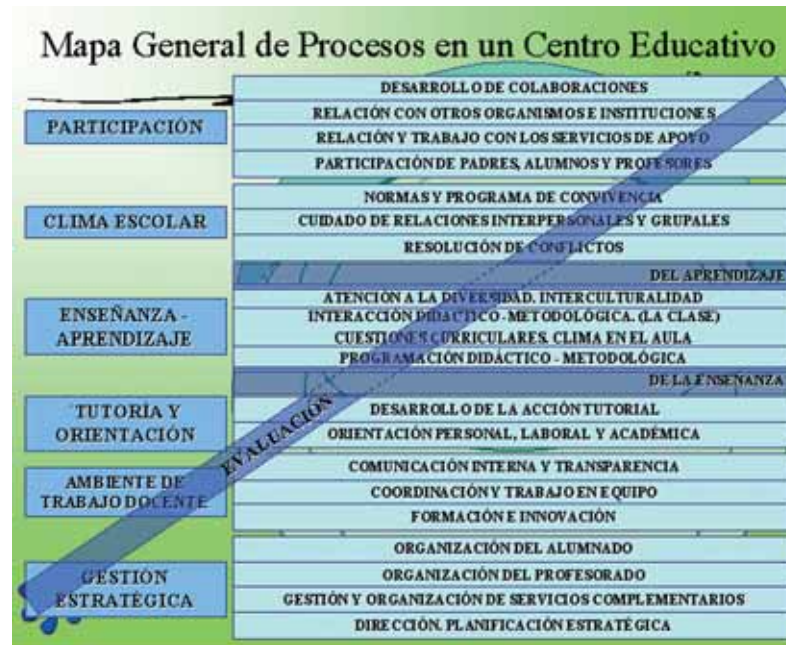 Mapa General de Procesos en un Centro Educativo
DESARROLLO DE COLABORACIONES
PARTICIPACIÓN
RELACIÓN CON OTROS ORGANISMOS E INSTITUCIONES
RELACIÓN Y TRABAJO CON LOS SERVICIOS DE APOYO
PARTICIPACIÓN DE PADRES, ALUMNOS Y PROFESORES
CLIMA ESCOLAR
NORMAS Y PROGRAMA DE CONVIVENCIA
CUIDADO DE RELACIONES INTERPERSONALES Y GRUPALES
RESOLUCIÓN DE CONFLICTOS
DEL APRENDIZAJE
ENSEÑANZA -
APRENDIZAJE
ATENCIÓN A LA DIVERSIDAD. INTERCULTURALIDAD
INTERACCIÓN DIDÁCTICO - METODOLÓGICA. (LA CLASE)
CUESTIONES CURRICULARES. CLIMA EN EL AULA
PROGRAMACIÓN DIDÁCTICO - METODOLÓGICA
DE LA ENSEÑANZA
TUTORÍA Y
ORIENTACIÓN
DESARROLLO DE LA ACCIÓN TUTORIAL
ORIENTACIÓN PERSONAL, LABORAL Y ACADÉMICA
EVALUACIÓN
AMBIENTE DE
TRABAJO DOCENTE
COMUNICACIÓN INTERNA Y TRANSPARENCIA
COORDINACIÓN Y TRABAJO EN EQUIPO
FORMACIÓN E INNOVACIÓN
GESTIÓN
ESTRATÉGICA
ORGANIZACIÓN DEL ALUMNADO
ORGANIZACIÓN DEL PROFESORADO
GESTIÓN Y ORGANIZACIÓN DE SERVICIOS COMPLEMENTARIOS
DIRECCIÓN. PLANIFICACIÓN ESTRATÉGICA